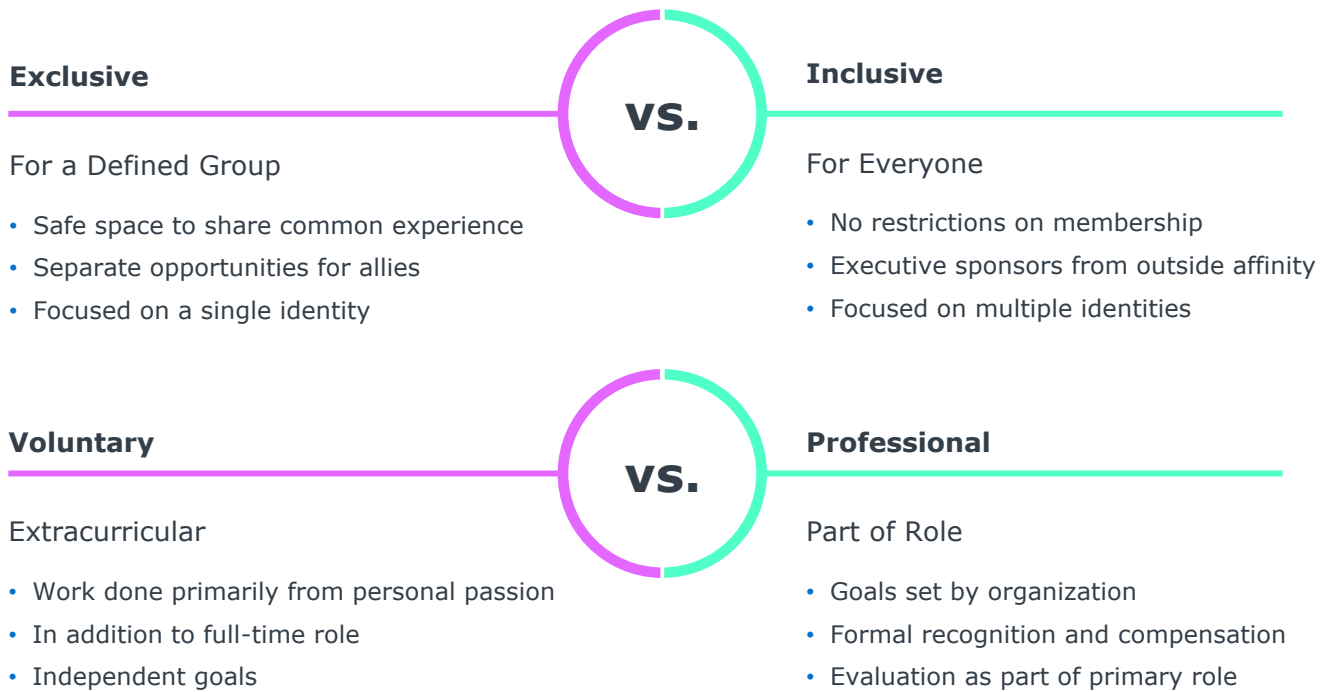 Exclusive
vs.
Inclusive
For a Defined Group
• Safe space to share common experience
• Separate opportunities for allies
• Focused on a single identity
For Everyone
• No restrictions on membership
• Executive sponsors from outside affinity
• Focused on multiple identities
Voluntary
vs.
Professional
Extracurricular
• Work done primarily from personal passion
• In addition to full-time role
• Independent goals
Part of Role
• Goals set by organization
• Formal recognition and compensation
• Evaluation as part of primary role